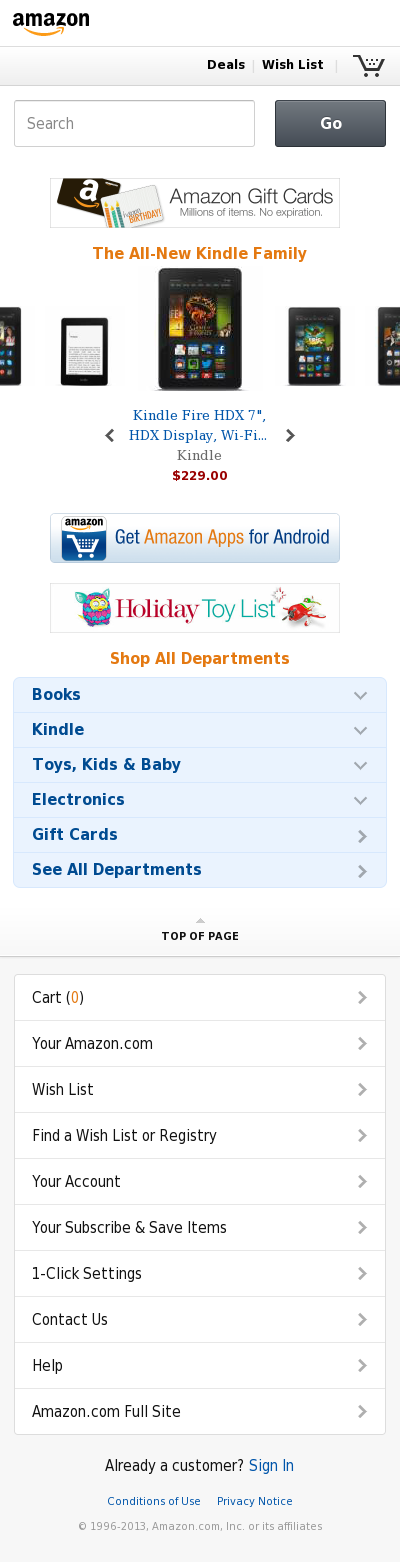 amazon
Deals | Wish List |
Search
Go
a
HAPPY BIRTHDAY!
Amazon Gift Cards
Millions of items. No expiration.
The All-New Kindle Family
Kindle Fire HDX 7",
HDX Display, Wi-Fi...
Kindle
$229.00
amazon
Get Amazon Apps for Android
Holiday Toy List
Shop All Departments
Books
Kindle
Toys, Kids & Baby
Electronics
Gift Cards
See All Departments
TOP OF PAGE
Cart (0)
Your Amazon.com
Wish List
Find a Wish List or Registry
Your Account
Your Subscribe & Save Items
1-Click Settings
Contact Us
Help
Amazon.com Full Site
Already a customer? Sign In
Conditions of Use Privacy Notice
© 1996-2013, Amazon.com, Inc. or its affiliates